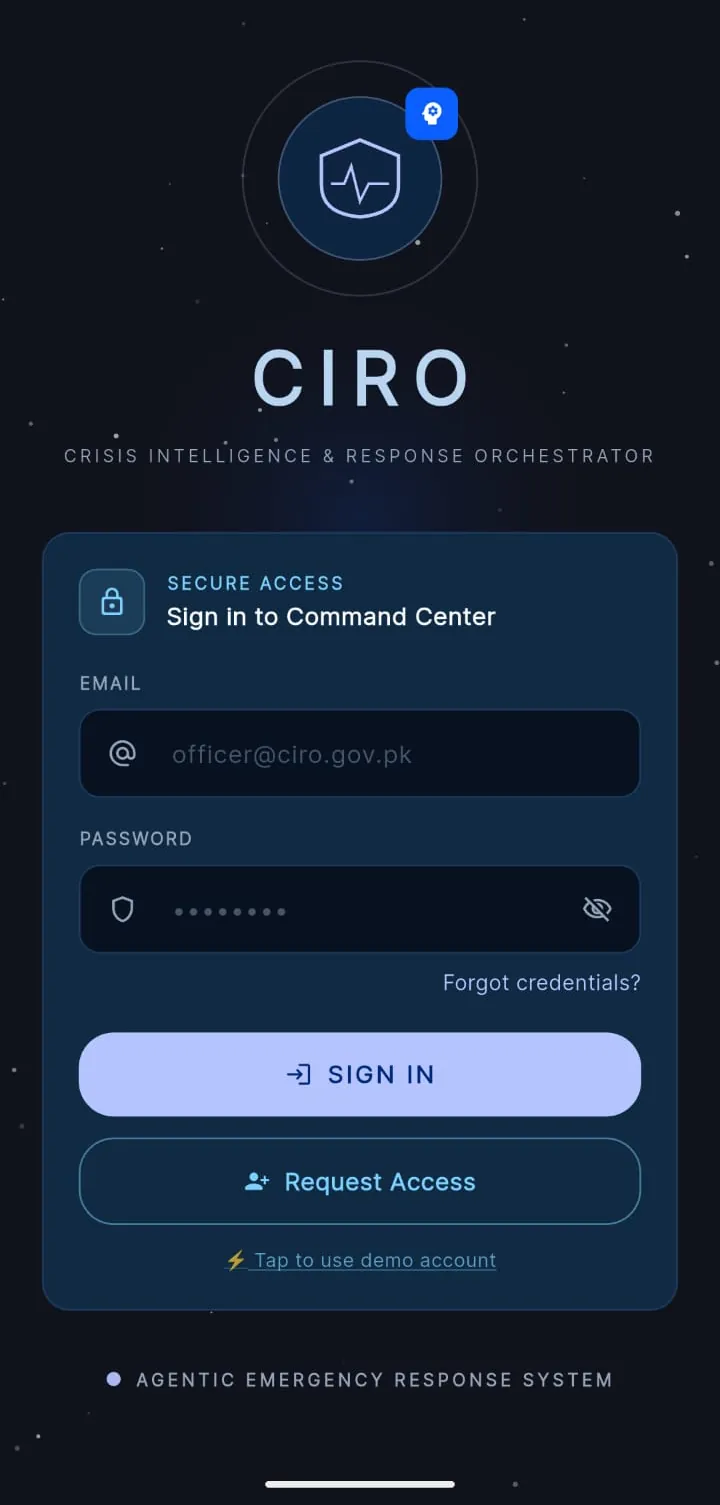 CIRO
CRISIS INTELLIGENCE & RESPONSE ORCHESTRATOR
SECURE ACCESS
Sign in to Command Center
EMAIL
officer@ciro.gov.pk
PASSWORD
••••••••
Forgot credentials?
SIGN IN
Request Access
⚡ Tap to use demo account
AGENTIC EMERGENCY RESPONSE SYSTEM